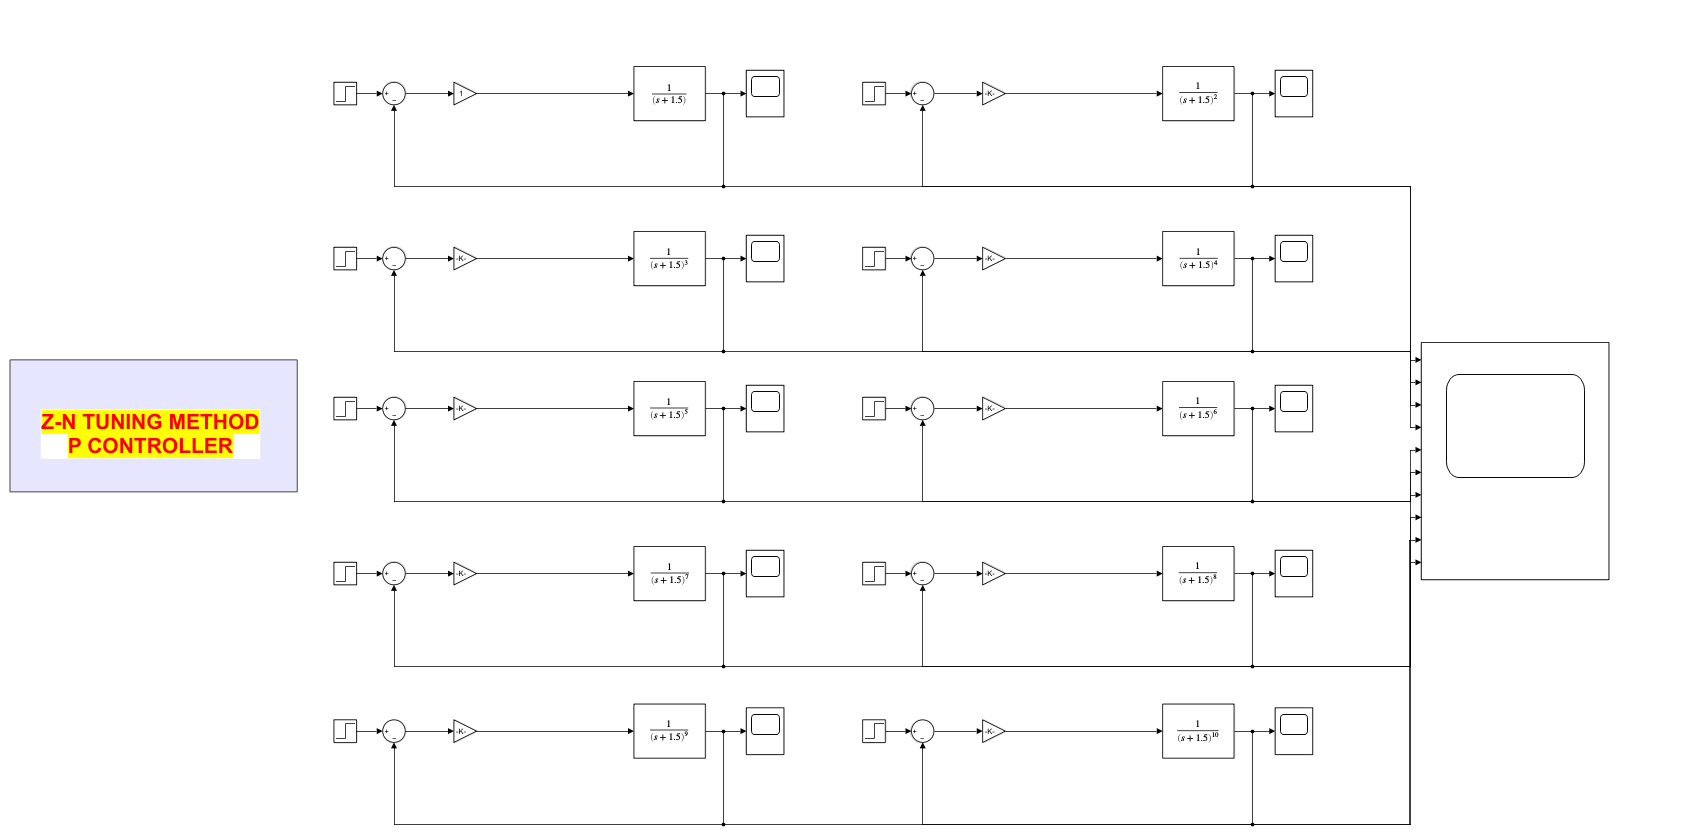 + − 1 1/(s + 1.5)
+ − -K- 1/(s + 1.5)²
+ − -K- 1/(s + 1.5)³
+ − -K- 1/(s + 1.5)⁴
Z-N TUNING METHOD
P CONTROLLER
+ − -K- 1/(s + 1.5)⁵
+ − -K- 1/(s + 1.5)⁶
+ − -K- 1/(s + 1.5)⁷
+ − -K- 1/(s + 1.5)⁸
+ − -K- 1/(s + 1.5)⁹
+ − -K- 1/(s + 1.5)¹⁰